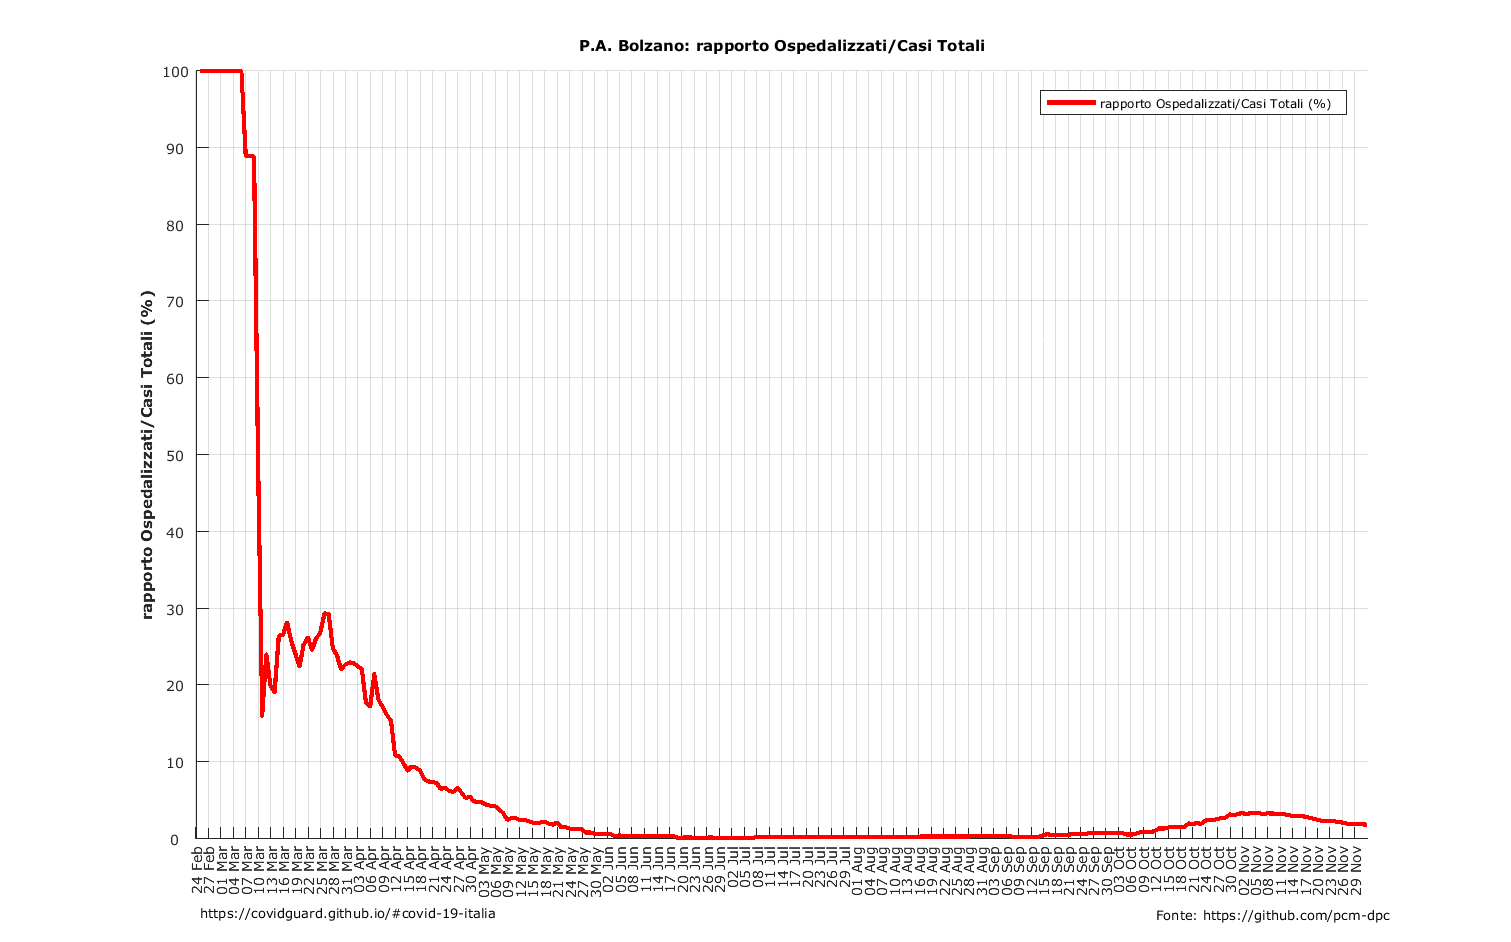 P.A. Bolzano: rapporto Ospedalizzati/Casi Totali
rapporto Ospedalizzati/Casi Totali (%)
rapporto Ospedalizzati/Casi Totali (%)
100
90
80
70
60
50
40
30
20
10
0
24 Feb
27 Feb
01 Mar
04 Mar
07 Mar
10 Mar
13 Mar
16 Mar
19 Mar
22 Mar
25 Mar
28 Mar
31 Mar
03 Apr
06 Apr
09 Apr
12 Apr
15 Apr
18 Apr
21 Apr
24 Apr
27 Apr
30 Apr
03 May
06 May
09 May
12 May
15 May
18 May
21 May
24 May
27 May
30 May
02 Jun
05 Jun
08 Jun
11 Jun
14 Jun
17 Jun
20 Jun
23 Jun
26 Jun
29 Jun
02 Jul
05 Jul
08 Jul
11 Jul
14 Jul
17 Jul
20 Jul
23 Jul
26 Jul
29 Jul
01 Aug
04 Aug
07 Aug
10 Aug
13 Aug
16 Aug
19 Aug
22 Aug
25 Aug
28 Aug
31 Aug
03 Sep
06 Sep
09 Sep
12 Sep
15 Sep
18 Sep
21 Sep
24 Sep
27 Sep
30 Sep
03 Oct
06 Oct
09 Oct
12 Oct
15 Oct
18 Oct
21 Oct
24 Oct
27 Oct
30 Oct
02 Nov
05 Nov
08 Nov
11 Nov
14 Nov
17 Nov
20 Nov
23 Nov
26 Nov
29 Nov
https://covidguard.github.io/#covid-19-italia
Fonte: https://github.com/pcm-dpc